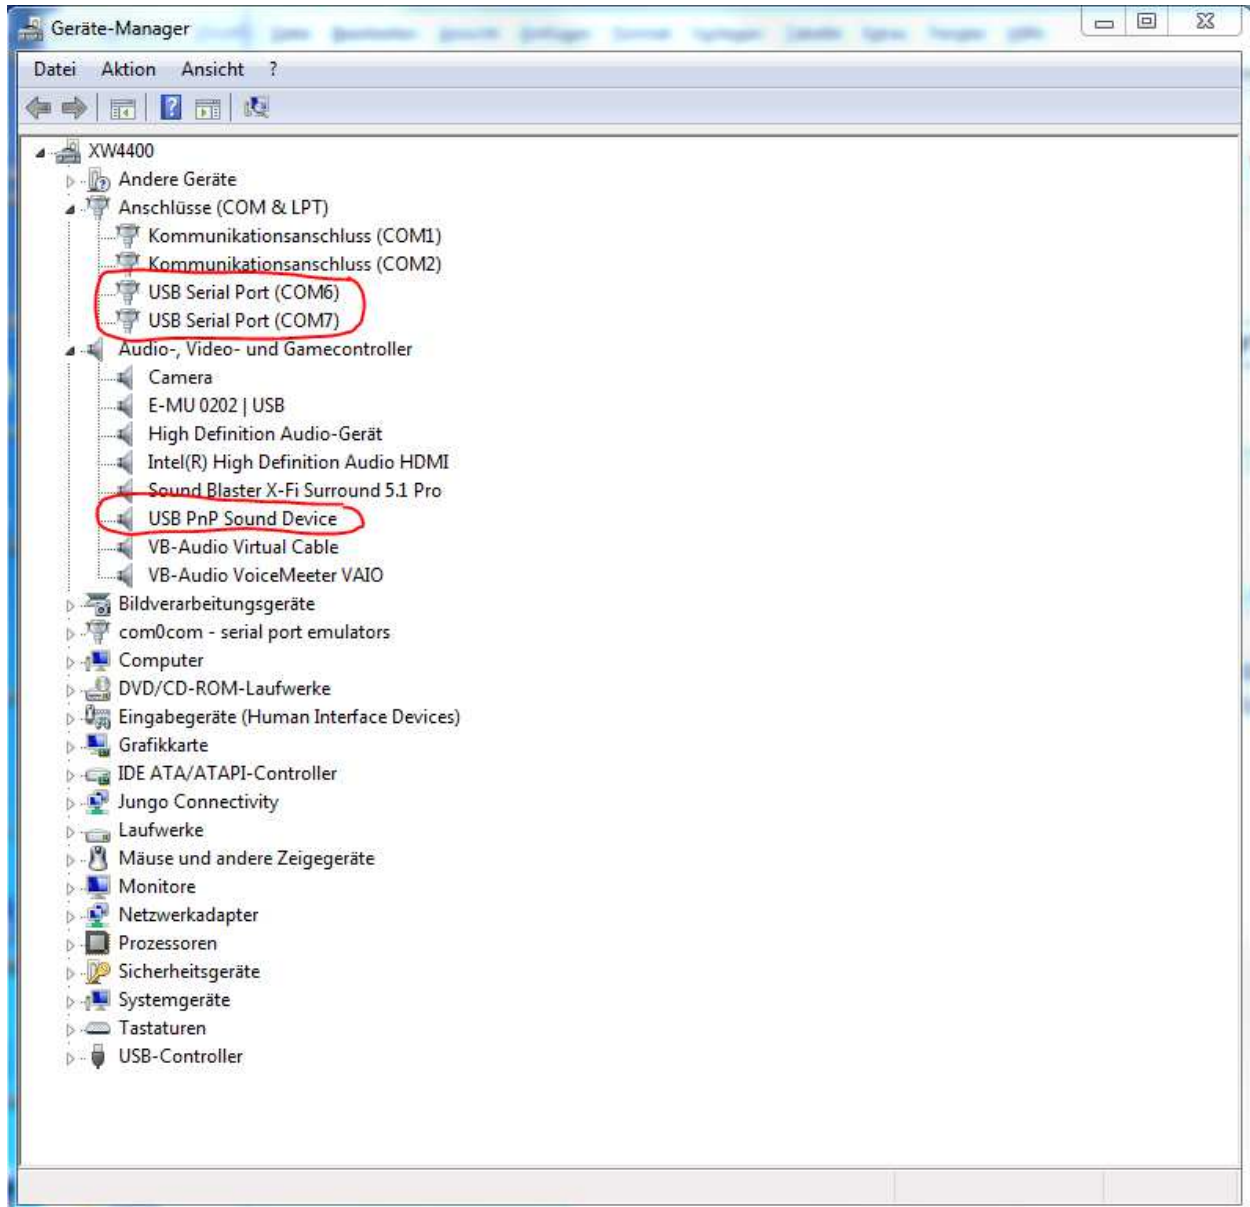 Geräte-Manager
Datei Aktion Ansicht ?
XW4400
Andere Geräte
Anschlüsse (COM & LPT)
Kommunikationsanschluss (COM1)
Kommunikationsanschluss (COM2)
USB Serial Port (COM6)
USB Serial Port (COM7)
Audio-, Video- und Gamecontroller
Camera
E-MU 0202 | USB
High Definition Audio-Gerät
Intel(R) High Definition Audio HDMI
Sound Blaster X-Fi Surround 5.1 Pro
USB PnP Sound Device
VB-Audio Virtual Cable
VB-Audio VoiceMeeter VAIO
Bildverarbeitungsgeräte
com0com - serial port emulators
Computer
DVD/CD-ROM-Laufwerke
Eingabegeräte (Human Interface Devices)
Grafikkarte
IDE ATA/ATAPI-Controller
Jungo Connectivity
Laufwerke
Mäuse und andere Zeigegeräte
Monitore
Netzwerkadapter
Prozessoren
Sicherheitsgeräte
Systemgeräte
Tastaturen
USB-Controller